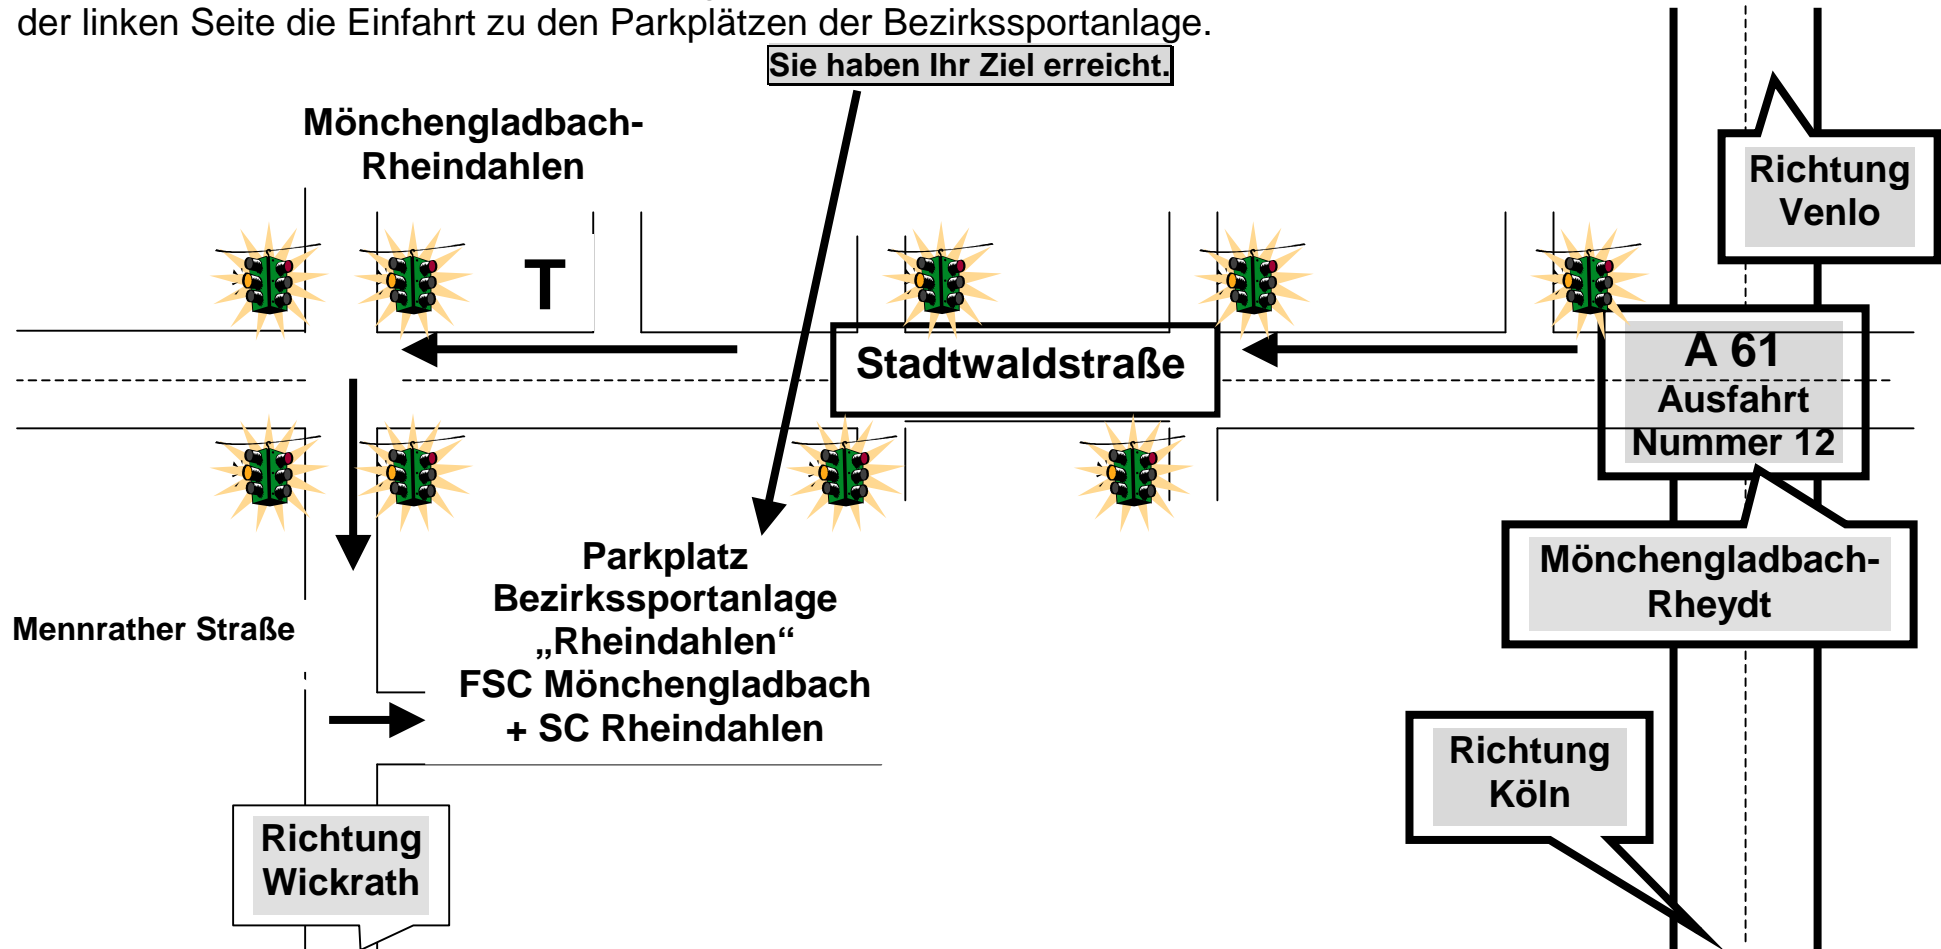 der linken Seite die Einfahrt zu den Parkplätzen der Bezirkssportanlage.
Sie haben Ihr Ziel erreicht.
Mönchengladbach-
Rheindahlen
Richtung
Venlo
T
Stadtwaldstraße
A 61
Ausfahrt
Nummer 12
Mönchengladbach-
Rheydt
Parkplatz
Bezirkssportanlage
„Rheindahlen“
FSC Mönchengladbach
+ SC Rheindahlen
Mennrather Straße
Richtung
Köln
Richtung
Wickrath